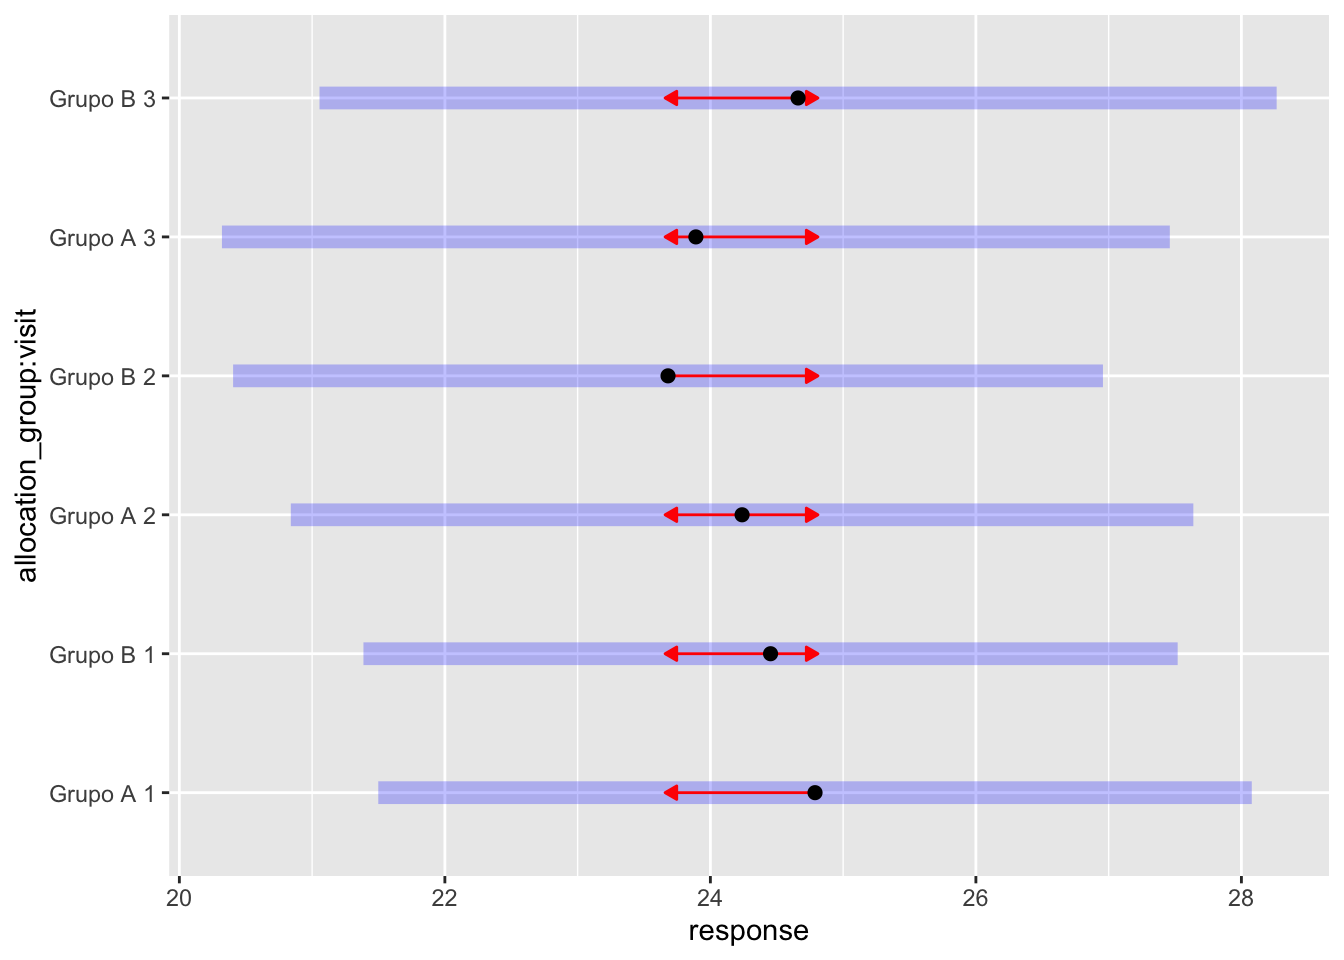 Grupo B 3
Grupo A 3
Grupo B 2
Grupo A 2
Grupo B 1
Grupo A 1
allocation_group:visit
20 22 24 26 28
response